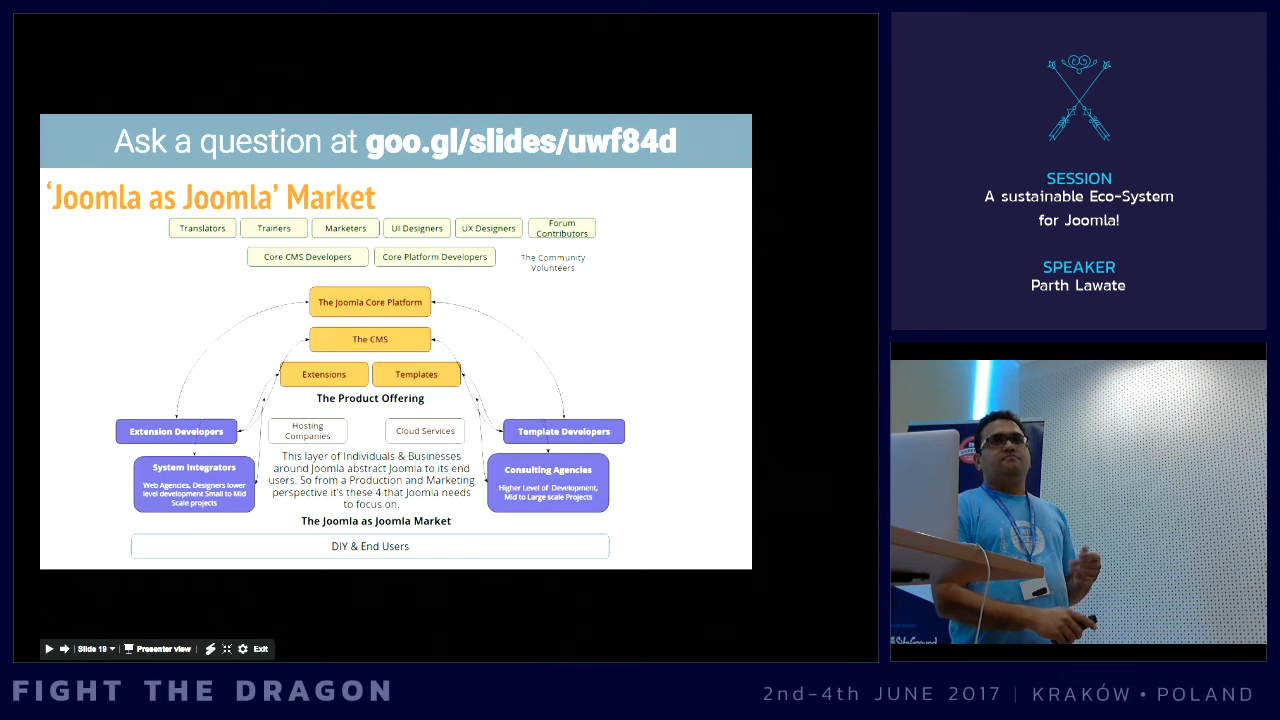 Ask a question at goo.gl/slides/uwf84d
‘Joomla as Joomla’ Market
Translators
Trainers
Marketers
UI Designers
UX Designers
Forum
Contributors
Core CMS Developers
Core Platform Developers
The Community
Volunteers
The Joomla Core Platform
The CMS
Extensions
Templates
The Product Offering
Extension Developers
Hosting
Companies
Cloud Services
Template Developers
System Integrators
Web Agencies, Designers lower
level development Small to Mid
Scale projects
This layer of Individuals & Businesses
around Joomla abstract Joomla to its end
users. So from a Production and Marketing
perspective it's these 4 that Joomla needs
to focus on.
Consulting Agencies
Higher Level of Development,
Mid to Large scale Projects
The Joomla as Joomla Market
DIY & End Users
Slide 19
Presenter view
Exit
SESSION
A sustainable Eco-System
for Joomla!
SPEAKER
Parth Lawate
SiteGround
FIGHT THE DRAGON
2nd-4th JUNE 2017 | KRAKÓW • POLAND